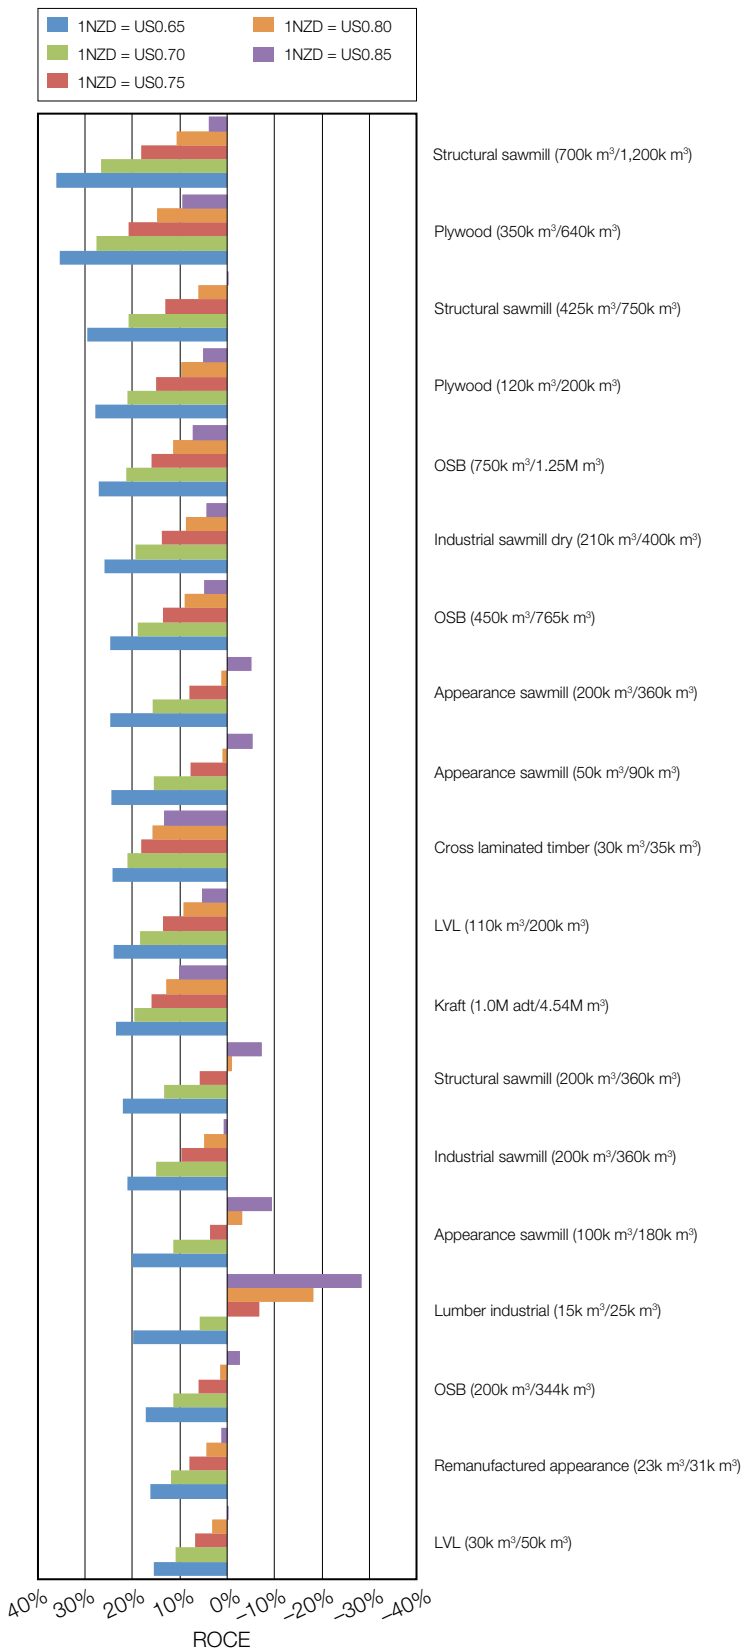 1NZD = US0.65
1NZD = US0.80
1NZD = US0.70
1NZD = US0.85
1NZD = US0.75
Structural sawmill (700k m³/1,200k m³)
Plywood (350k m³/640k m³)
Structural sawmill (425k m³/750k m³)
Plywood (120k m³/200k m³)
OSB (750k m³/1.25M m³)
Industrial sawmill dry (210k m³/400k m³)
OSB (450k m³/765k m³)
Appearance sawmill (200k m³/360k m³)
Appearance sawmill (50k m³/90k m³)
Cross laminated timber (30k m³/35k m³)
LVL (110k m³/200k m³)
Kraft (1.0M adt/4.54M m³)
Structural sawmill (200k m³/360k m³)
Industrial sawmill (200k m³/360k m³)
Appearance sawmill (100k m³/180k m³)
Lumber industrial (15k m³/25k m³)
OSB (200k m³/344k m³)
Remanufactured appearance (23k m³/31k m³)
LVL (30k m³/50k m³)
40% 30% 20% 10% 0% –10% –20% –30% –40%
ROCE